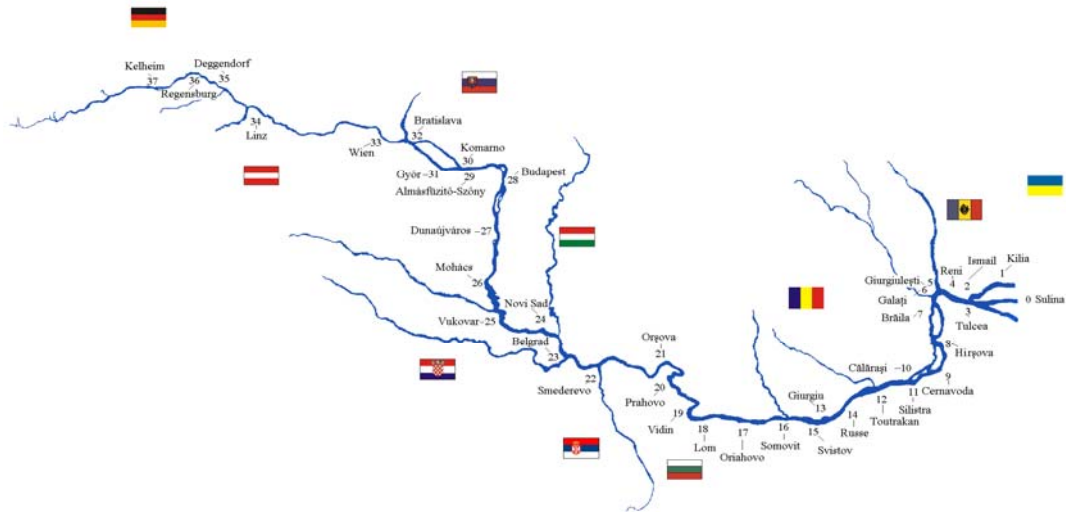 Deggendorf
Kelheim
35
36
37
Regensburg
34
Linz
Bratislava
32
33
Wien
Komarno
30
Györ –31
29
28
Budapest
Almásfüzitö-Szőny
Dunaújváros –27
Mohács
26
Novi Sad
24
Vukovar–25
Belgrad
23
22
Smederevo
Orşova
21
20
Prahovo
19
Vidin
18
Lom
17
Oriahovo
16
Somovit
15
Svistov
Giurgiu
13
14
Russe
12
Toutrakan
11
Silistra
Călăraşi –10
9
Cernavoda
8
Hirşova
7
Brăila
Galaţi
6
Giurgiuleşti
5
Reni
4
Ismail
2
Kilia
1
0 Sulina
3
Tulcea